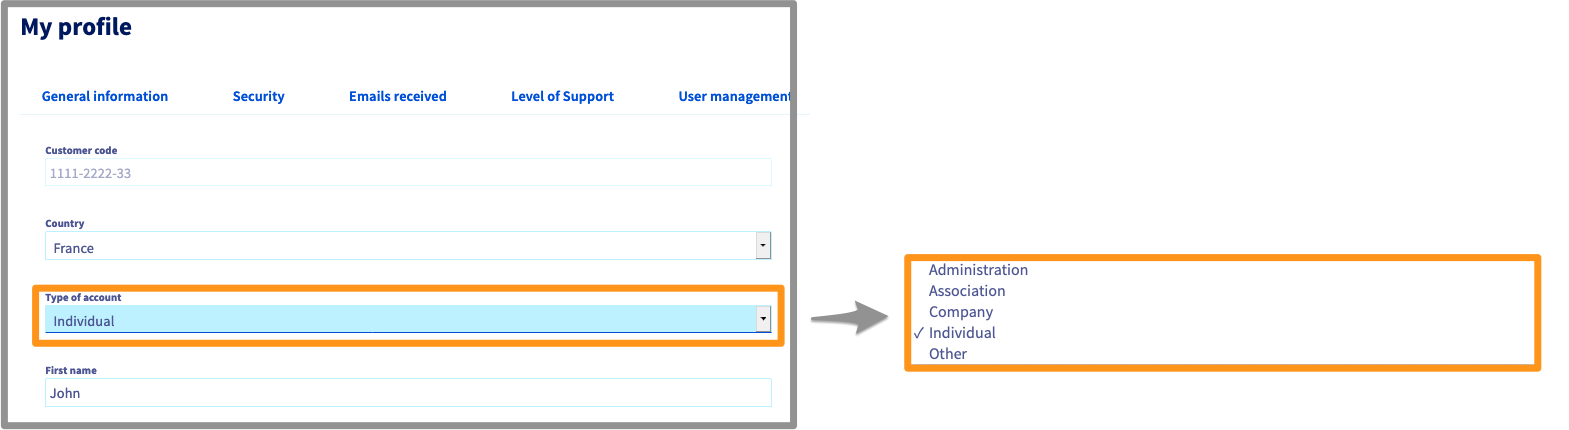 My profile
General information Security Emails received Level of Support User management
Customer code
1111-2222-33
Country
France
Type of account
Individual
First name
John
Administration
Association
Company
✓ Individual
Other